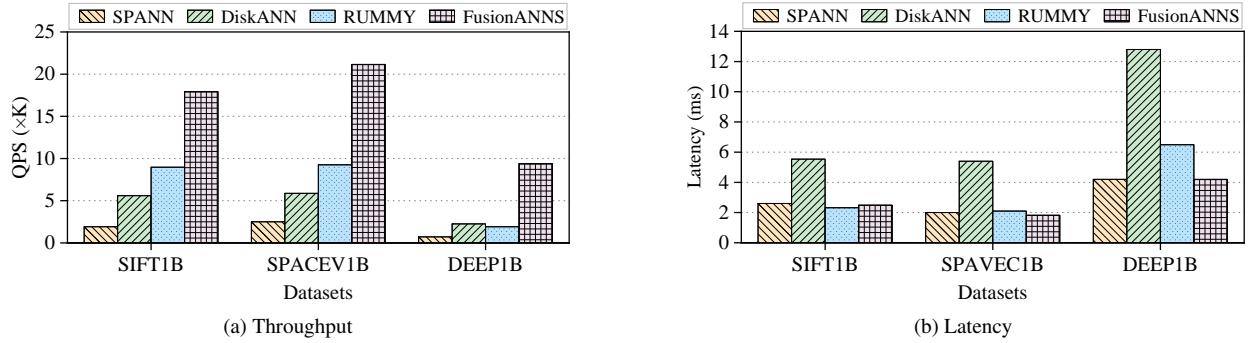 SPANN DiskANN RUMMY FusionANNS
25
20
15
10
5
0
QPS (×K)
SIFT1B SPACEV1B DEEP1B
Datasets
(a) Throughput
SPANN DiskANN RUMMY FusionANNS
14
12
10
8
6
4
2
0
Latency (ms)
SIFT1B SPAVEC1B DEEP1B
Datasets
(b) Latency